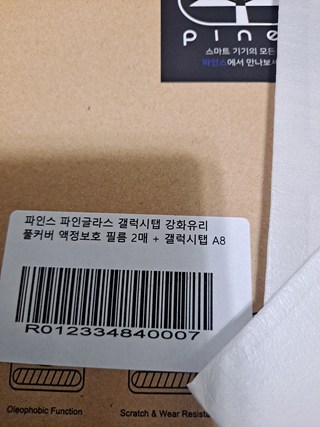 pine
스마트 기기의 모든
파인스에서 만나보세
파인스 파인글라스 갤럭시탭 강화유리
풀커버 액정보호 필름 2매 + 갤럭시탭 A8
R012334840007
Oleophobic Function
Scratch & Wear Resista